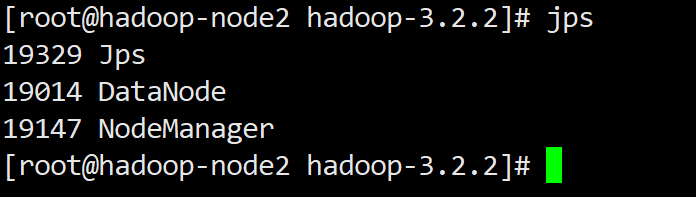 [root@hadoop-node2 hadoop-3.2.2]# jps
19329 Jps
19014 DataNode
19147 NodeManager
[root@hadoop-node2 hadoop-3.2.2]#